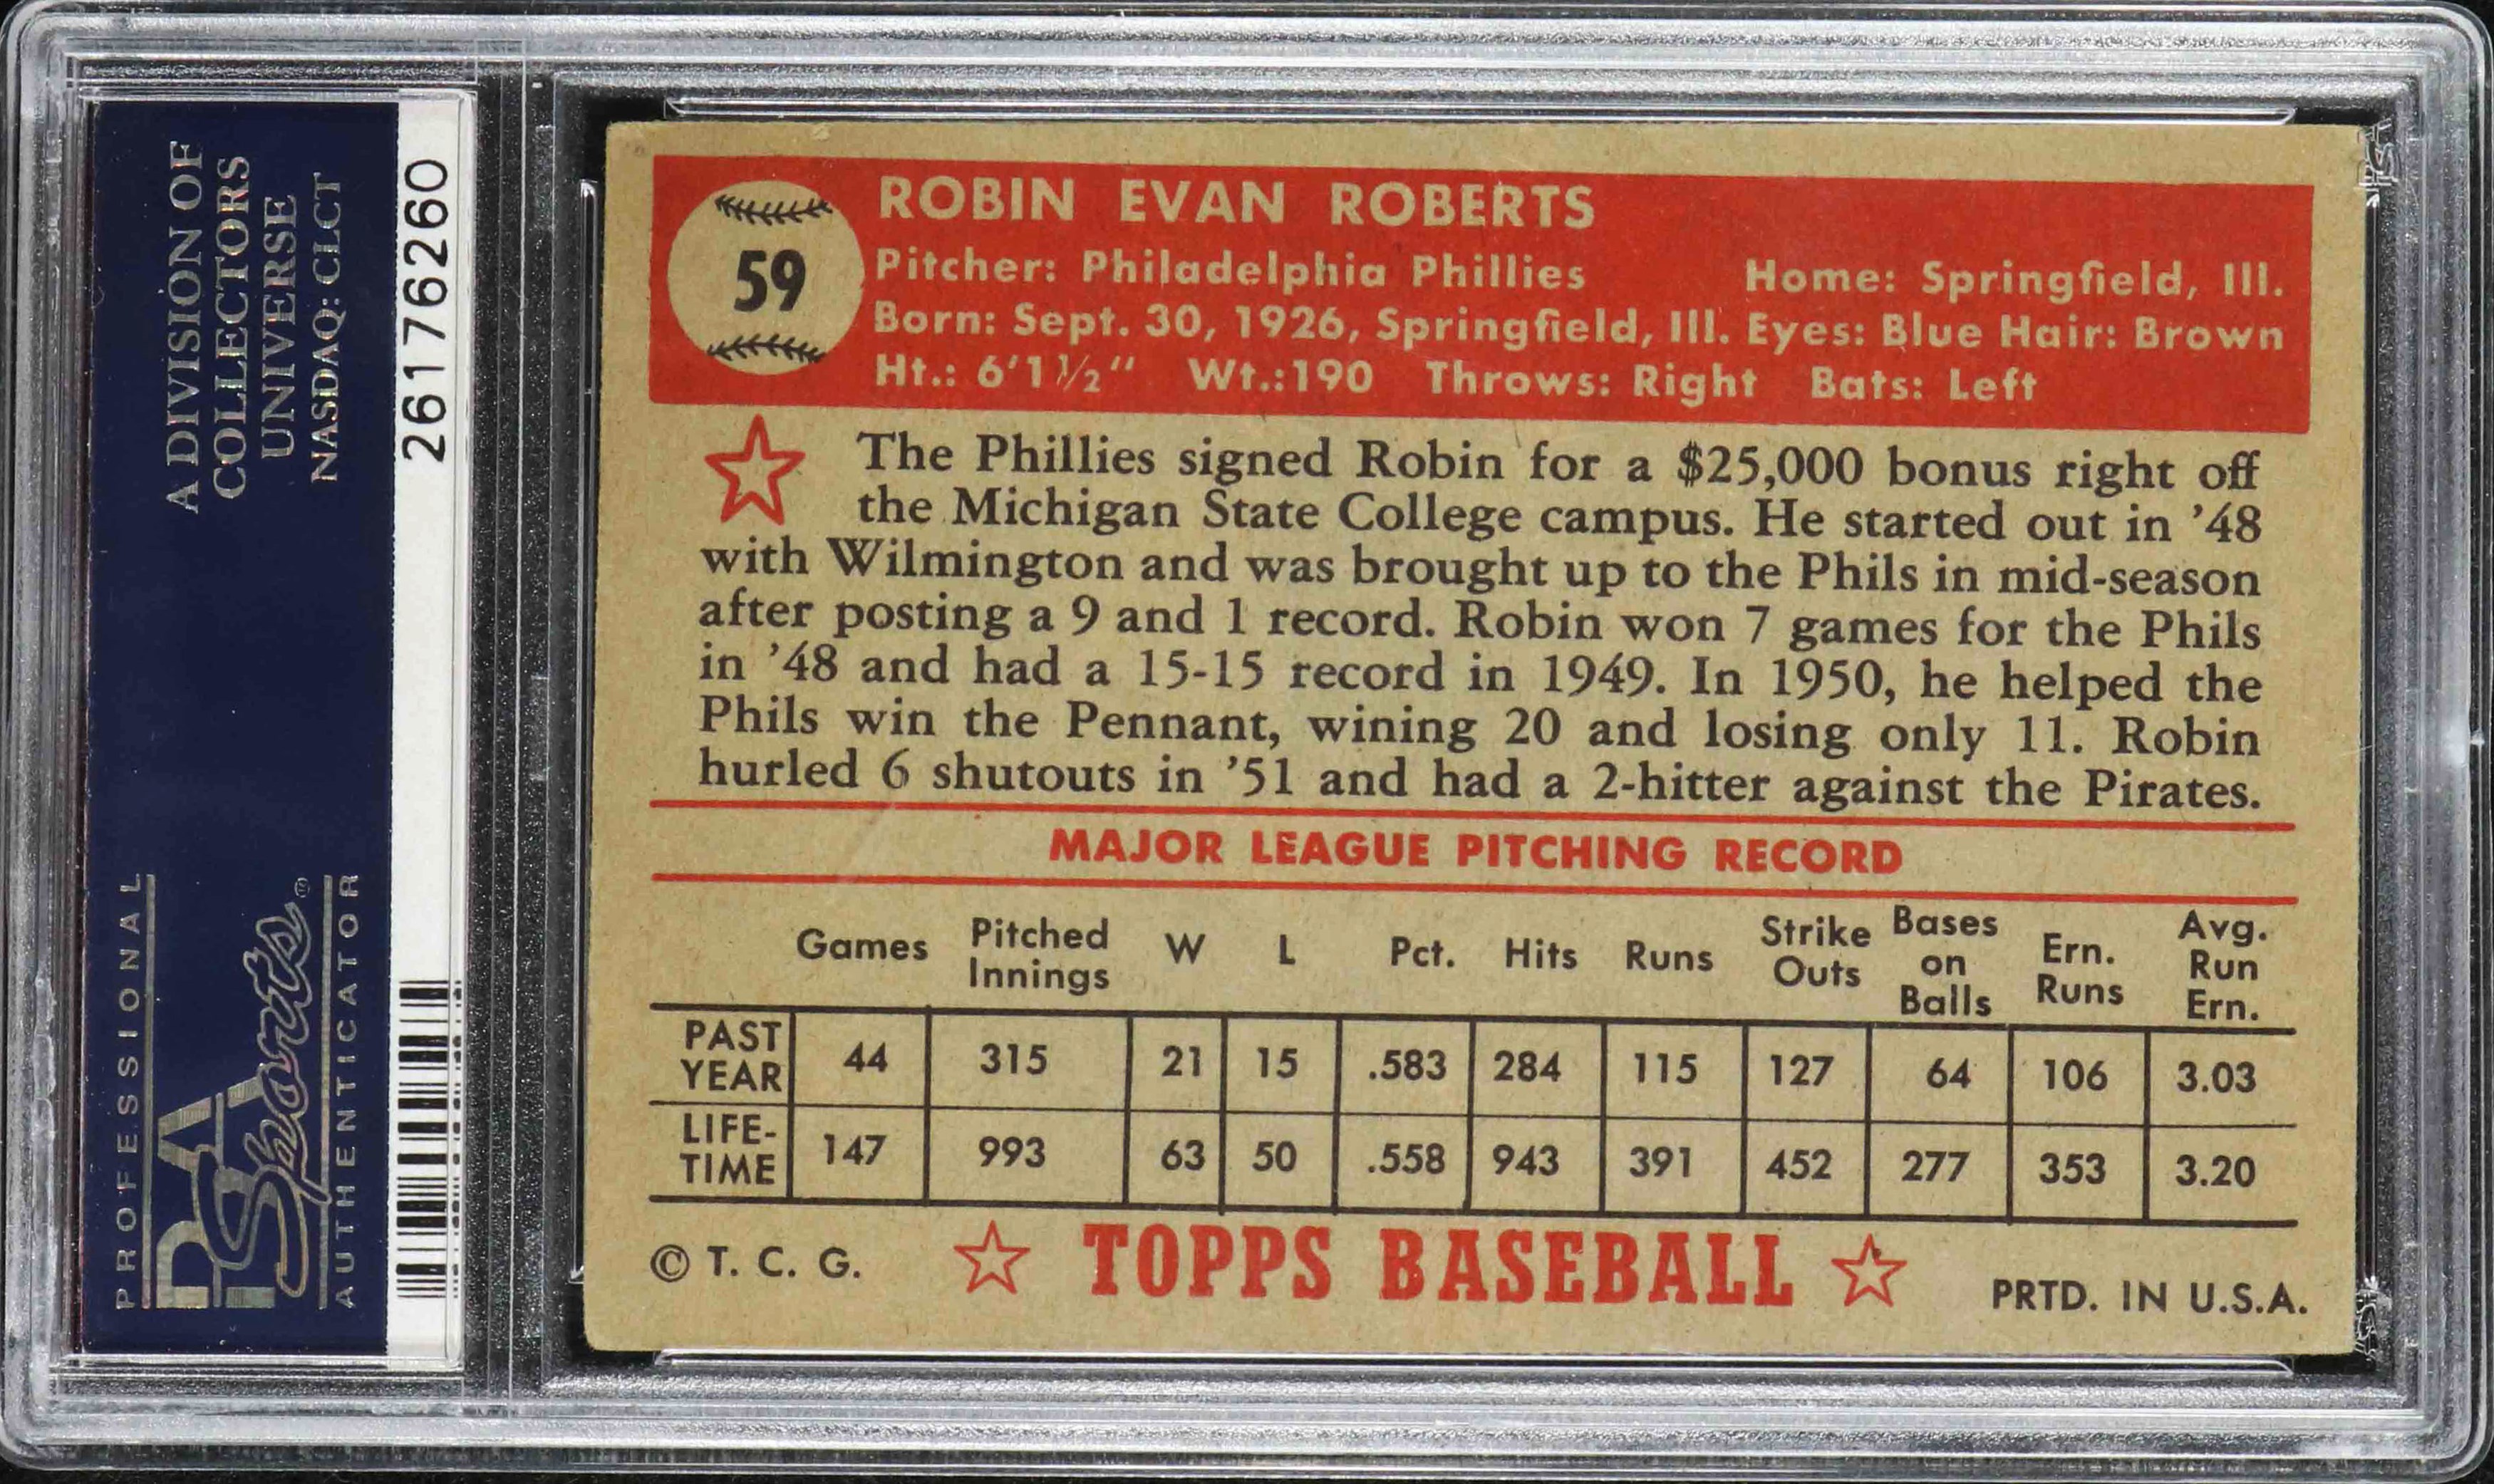 A DIVISION OF
COLLECTORS
UNIVERSE
NASDAQ: CLCT
PROFESSIONAL
PSA
Sports
AUTHENTICATOR
26176260
59
ROBIN EVAN ROBERTS
Pitcher: Philadelphia Phillies Home: Springfield, Ill.
Born: Sept. 30, 1926, Springfield, Ill. Eyes: Blue Hair: Brown
Ht.: 6'1½" Wt.:190 Throws: Right Bats: Left
The Phillies signed Robin for a $25,000 bonus right off
the Michigan State College campus. He started out in ’48
with Wilmington and was brought up to the Phils in mid-season
after posting a 9 and 1 record. Robin won 7 games for the Phils
in ’48 and had a 15-15 record in 1949. In 1950, he helped the
Phils win the Pennant, wining 20 and losing only 11. Robin
hurled 6 shutouts in ’51 and had a 2-hitter against the Pirates.
MAJOR LEAGUE PITCHING RECORD
Games Pitched Innings W L Pct. Hits Runs Strike Outs Bases on Balls Ern. Runs Avg. Run Ern.
PAST YEAR 44 315 21 15 .583 284 115 127 64 106 3.03
LIFE-TIME 147 993 63 50 .558 943 391 452 277 353 3.20
© T. C. G. TOPPS BASEBALL PRTD. IN U.S.A.